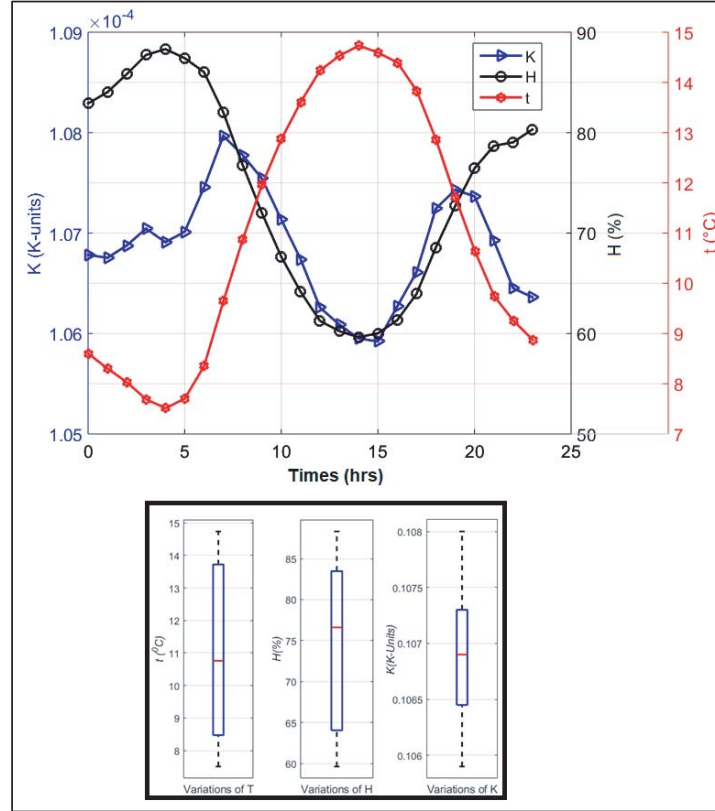 ×10⁻⁴
1.09
1.08
1.07
1.06
1.05
K (K-units)
90
80
70
60
50
H (%)
15
14
13
12
11
10
9
8
7
t (°C)
K
H
t
0 5 10 15 20 25
Times (hrs)
15
14
13
12
11
10
9
8
t (⁰C)
Variations of T
85
80
75
70
65
60
H(%)
Variations of H
0.108
0.1075
0.107
0.1065
0.106
K(K-Units)
Variations of K